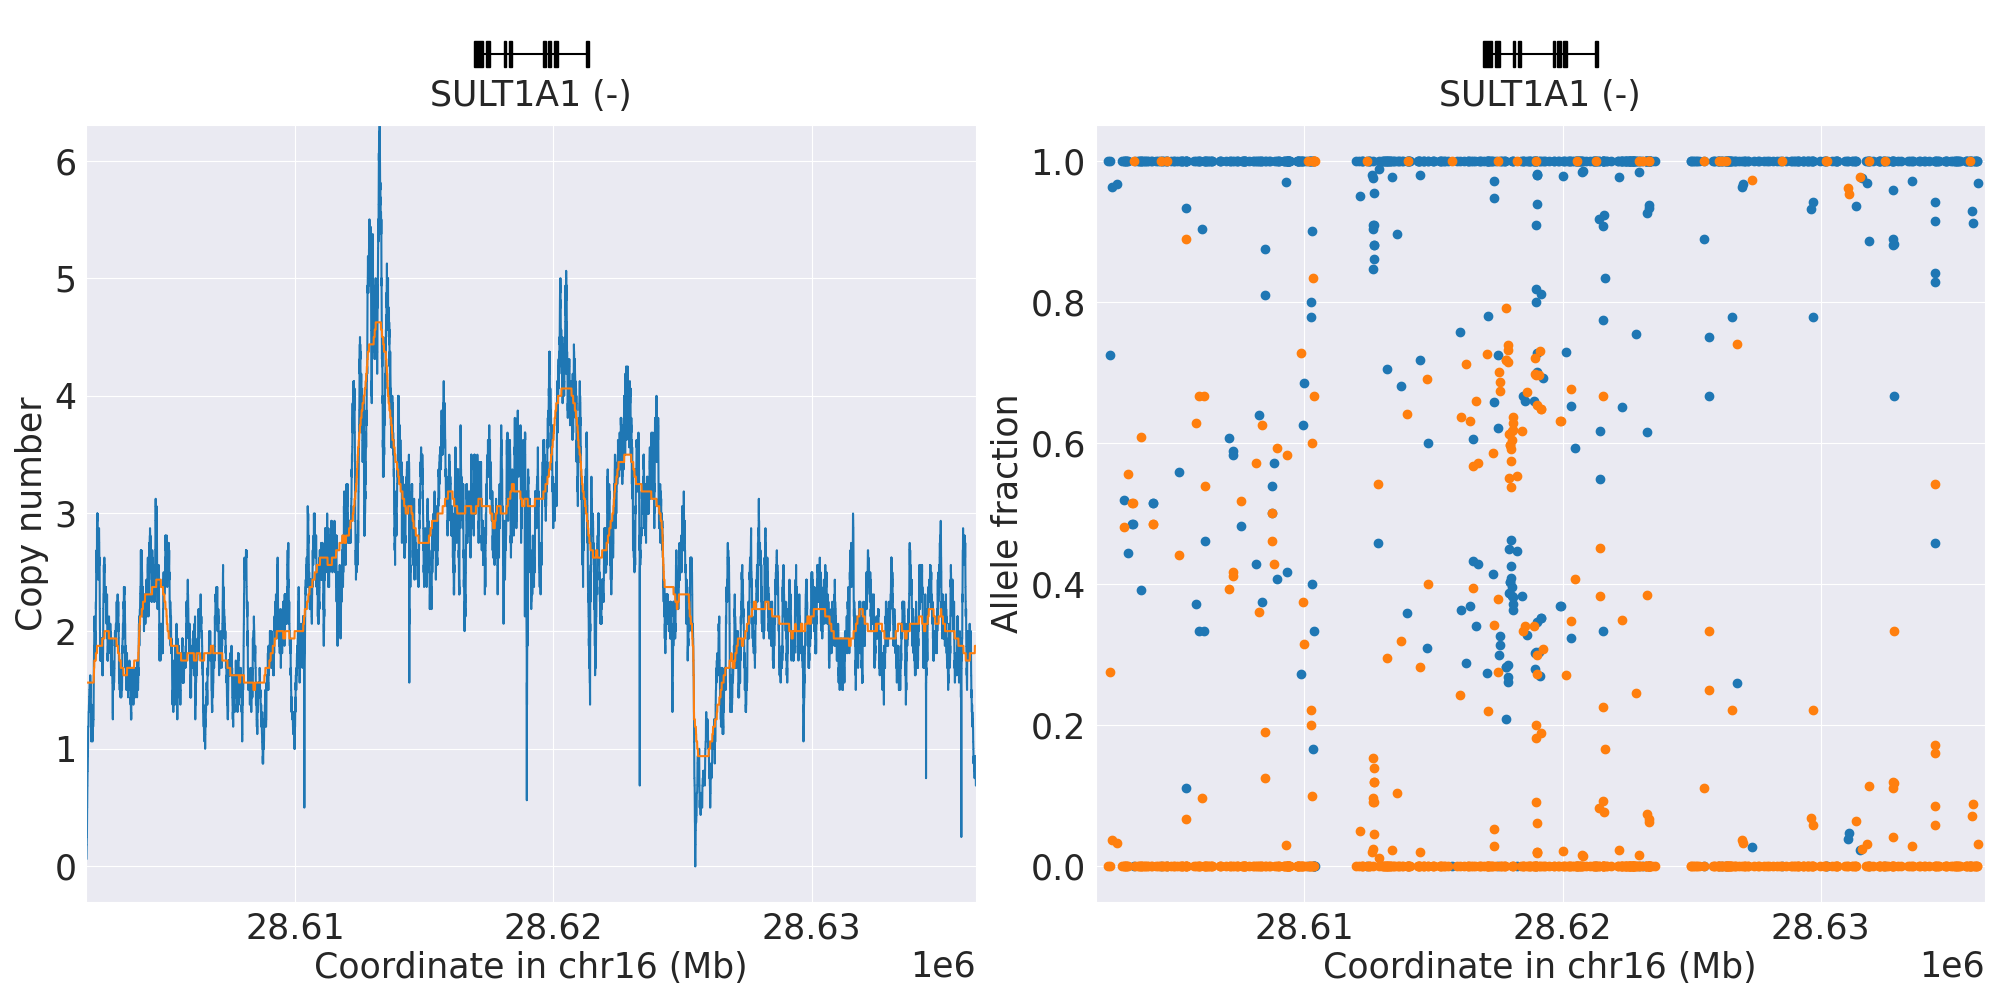 SULT1A1 (-)
6
5
4
3
2
1
0
Copy number
28.61
28.62
28.63
Coordinate in chr16 (Mb)
1e6
SULT1A1 (-)
1.0
0.8
0.6
0.4
0.2
0.0
Allele fraction
28.61
28.62
28.63
Coordinate in chr16 (Mb)
1e6